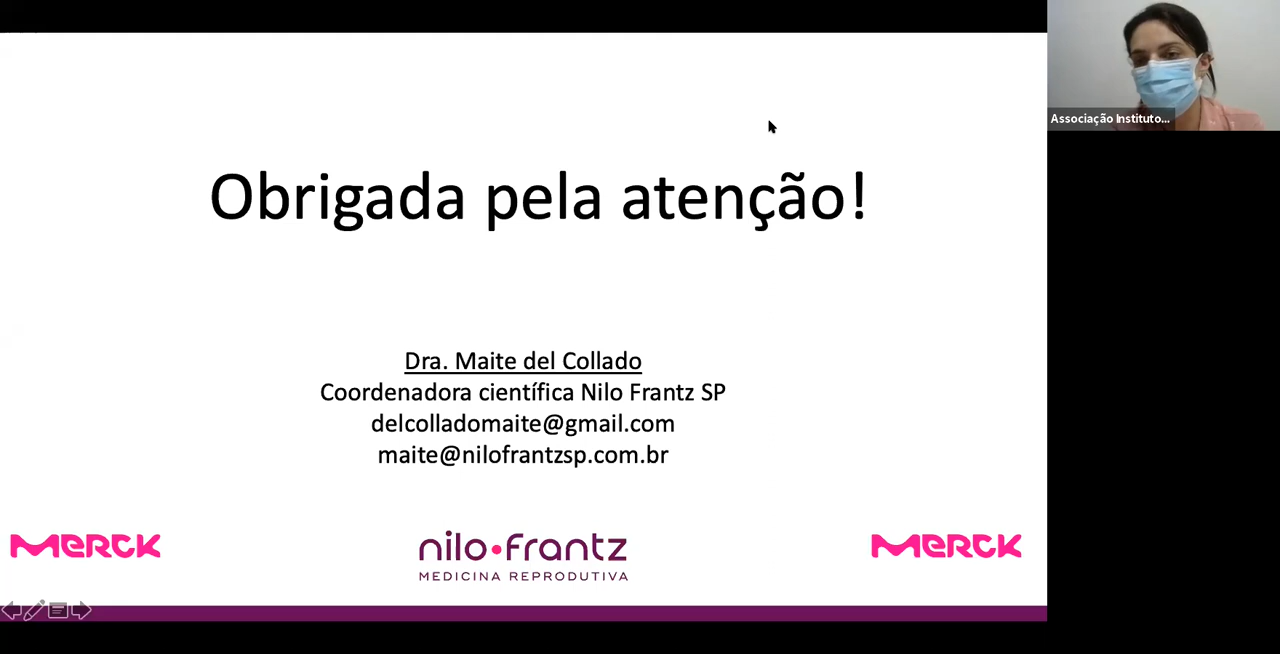 Obrigada pela atenção!
Dra. Maite del Collado
Coordenadora científica Nilo Frantz SP
delcolladomaite@gmail.com
maite@nilofrantzsp.com.br
MERCK
nilo•frantz
MEDICINA REPRODUTIVA
MERCK
Associação Instituto...